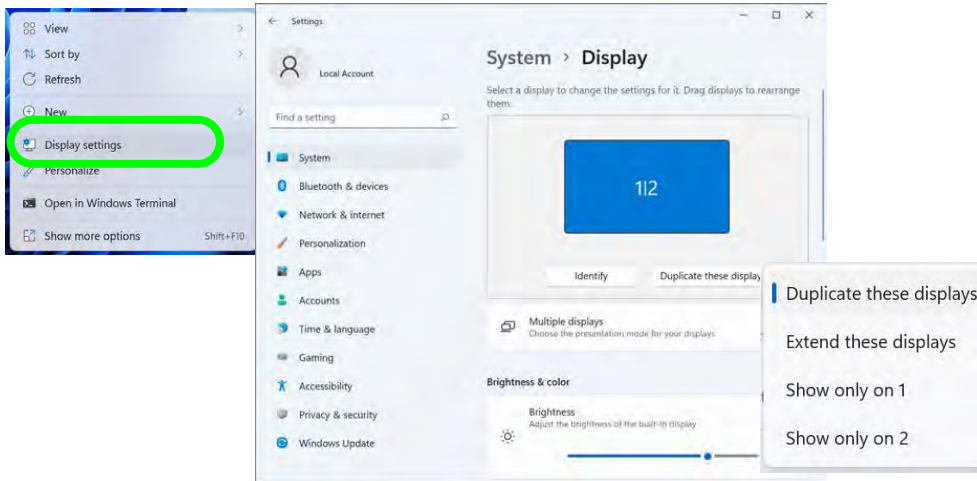 View
Sort by
Refresh
New
Display settings
Personalize
Open in Windows Terminal
Show more options Shift+F10
Settings
Local Account
Find a setting
System
Bluetooth & devices
Network & internet
Personalization
Apps
Accounts
Time & language
Gaming
Accessibility
Privacy & security
Windows Update
System > Display
Select a display to change the settings for it. Drag displays to rearrange
them.
1|2
Identify
Duplicate these display
Multiple displays
Choose the presentation mode for your displays
Brightness & color
Brightness
Adjust the brightness of the built-in display
Duplicate these displays
Extend these displays
Show only on 1
Show only on 2